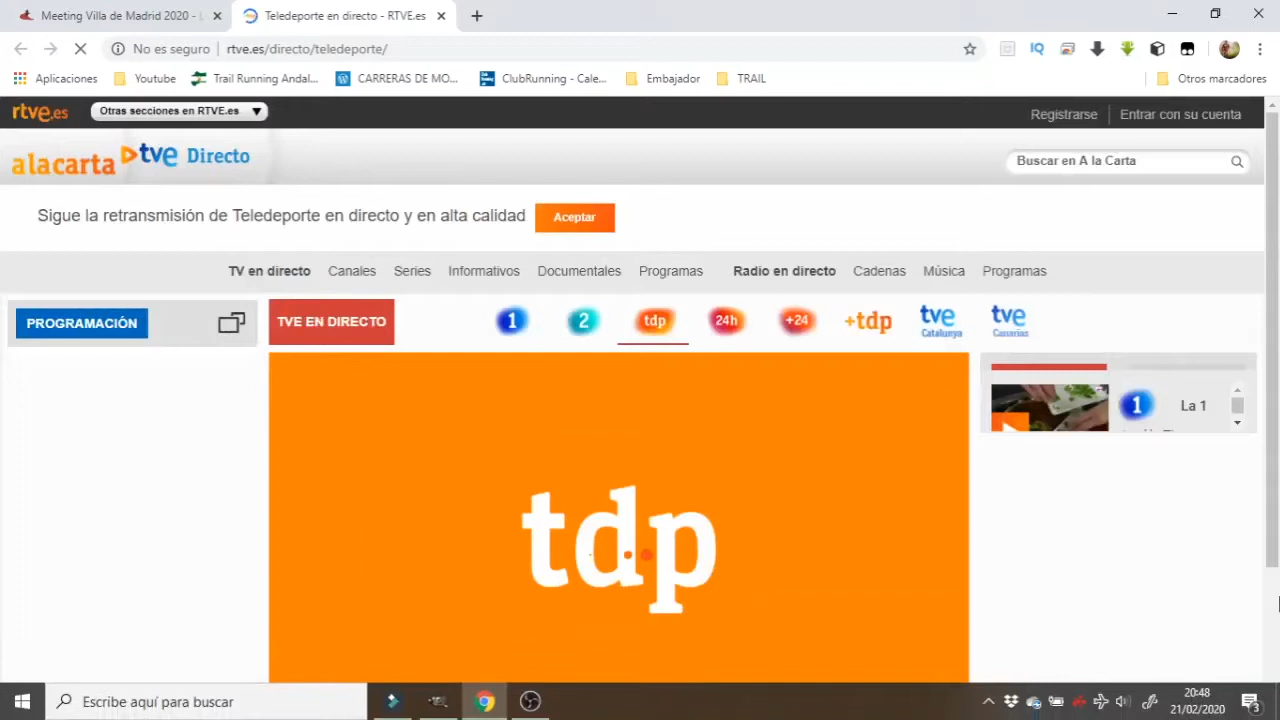 Meeting Villa de Madrid 2020 -
Teledeporte en directo - RTVE.es
No es seguro
rtve.es/directo/teledeporte/
Aplicaciones
Youtube
Trail Running Andal...
CARRERAS DE MO...
ClubRunning - Cale...
Embajador
TRAIL
Otros marcadores
rtve.es
Otras secciones en RTVE.es
Registrarse
Entrar con su cuenta
alacarta tve Directo
Buscar en A la Carta
Sigue la retransmisión de Teledeporte en directo y en alta calidad
Aceptar
TV en directo
Canales
Series
Informativos
Documentales
Programas
Radio en directo
Cadenas
Música
Programas
PROGRAMACIÓN
TVE EN DIRECTO
1
2
tdp
24h
+24
+tdp
tve
Catalunya
tve
Canarias
1
La 1
tdp
Escribe aquí para buscar
20:48
21/02/2020
3